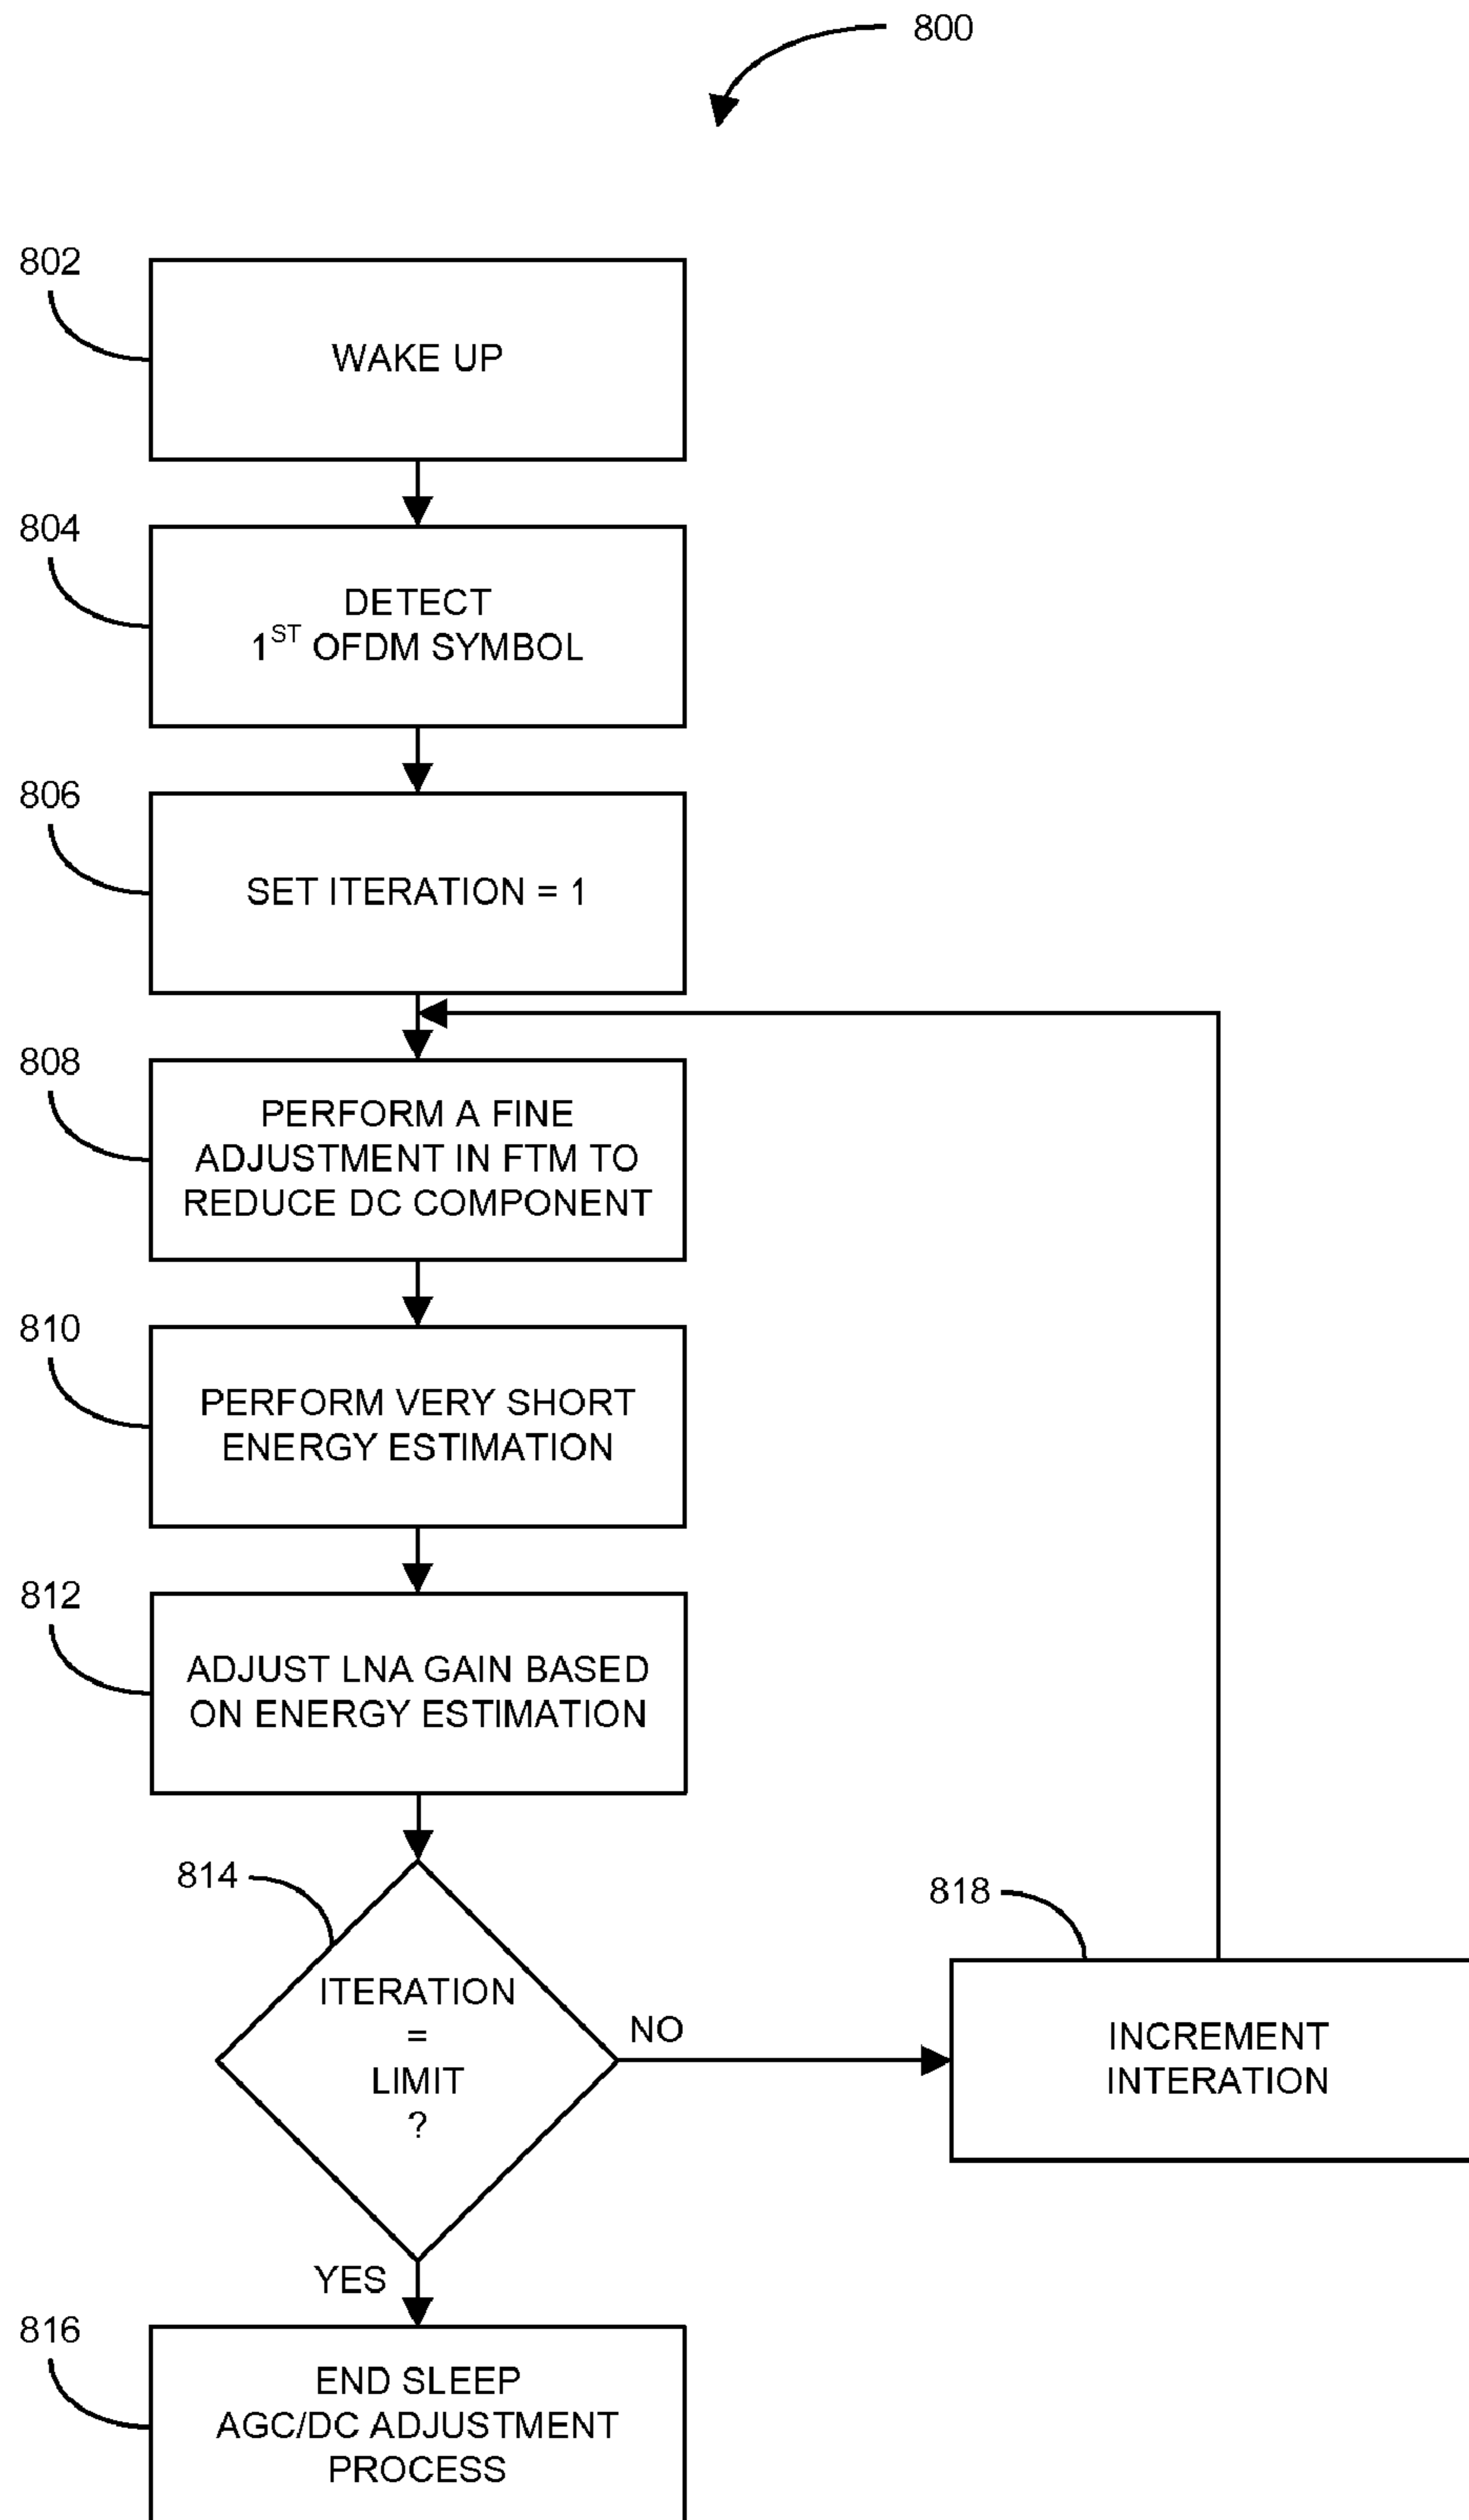 800
802
WAKE UP
804
DETECT
1ST OFDM SYMBOL
806
SET ITERATION = 1
808
PERFORM A FINE
ADJUSTMENT IN FTM TO
REDUCE DC COMPONENT
810
PERFORM VERY SHORT
ENERGY ESTIMATION
812
ADJUST LNA GAIN BASED
ON ENERGY ESTIMATION
814
ITERATION
=
LIMIT
?
NO
818
INCREMENT
INTERATION
YES
816
END SLEEP
AGC/DC ADJUSTMENT
PROCESS